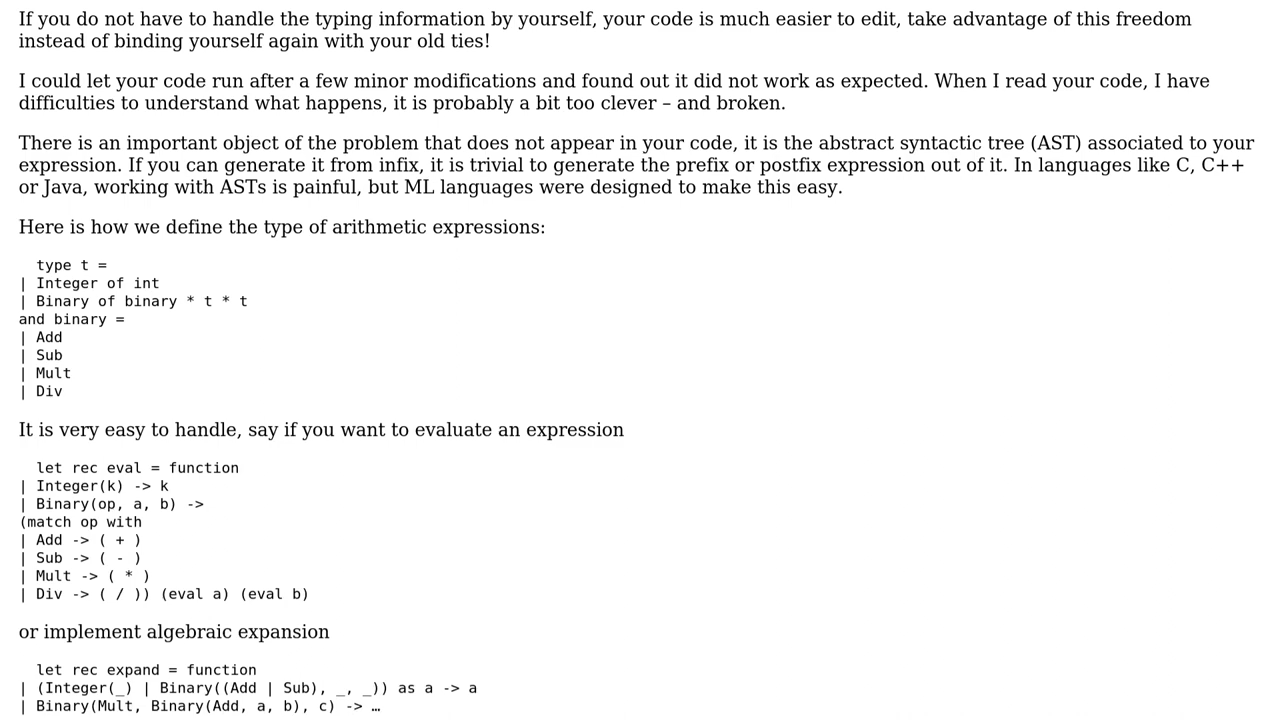 If you do not have to handle the typing information by yourself, your code is much easier to edit, take advantage of this freedom
instead of binding yourself again with your old ties!
I could let your code run after a few minor modifications and found out it did not work as expected. When I read your code, I have
difficulties to understand what happens, it is probably a bit too clever – and broken.
There is an important object of the problem that does not appear in your code, it is the abstract syntactic tree (AST) associated to your
expression. If you can generate it from infix, it is trivial to generate the prefix or postfix expression out of it. In languages like C, C++
or Java, working with ASTs is painful, but ML languages were designed to make this easy.
Here is how we define the type of arithmetic expressions:
  type t =
| Integer of int
| Binary of binary * t * t
and binary =
| Add
| Sub
| Mult
| Div
It is very easy to handle, say if you want to evaluate an expression
  let rec eval = function
| Integer(k) -> k
| Binary(op, a, b) ->
(match op with
| Add -> ( + )
| Sub -> ( - )
| Mult -> ( * )
| Div -> ( / )) (eval a) (eval b)
or implement algebraic expansion
  let rec expand = function
| (Integer(_) | Binary((Add | Sub), _, _)) as a -> a
| Binary(Mult, Binary(Add, a, b), c) -> …